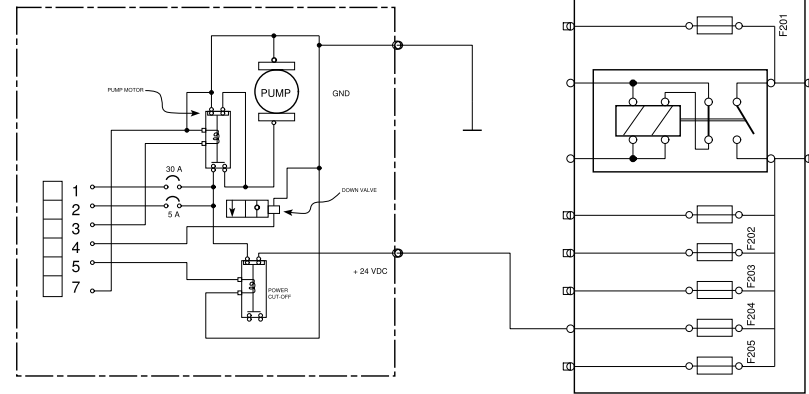 F201
PUMP MOTOR
PUMP
GND
30 A
5 A
1
2
3
4
5
7
DOWN VALVE
+ 24 VDC
POWER
CUT-OFF
F202
F203
F204
F205